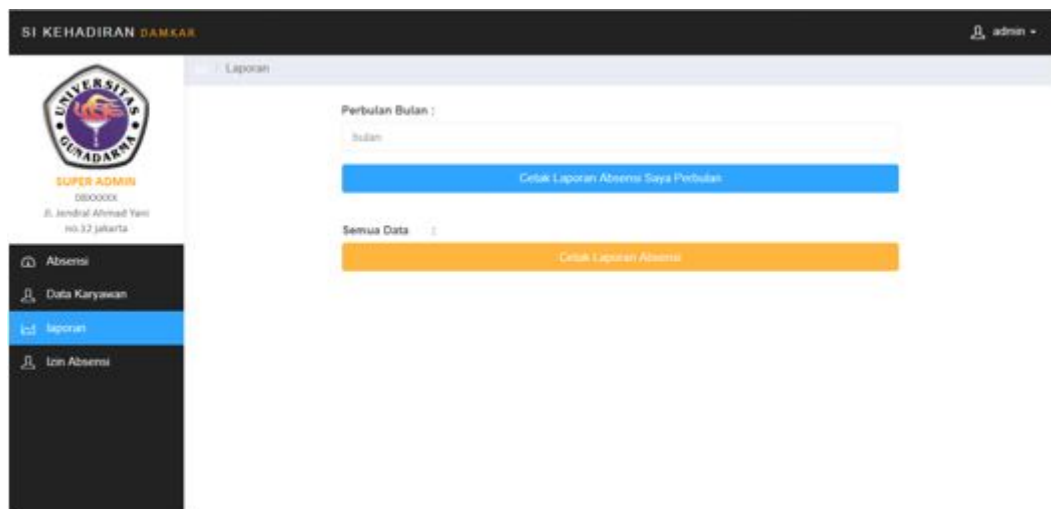 SI KEHADIRAN DAMKAR
admin
/ Laporan
UNIVERSITAS GUNADARMA
SUPER ADMIN
Jl. Jendral Ahmad Yani
no.32 jakarta
Absensi
Data Karyawan
laporan
Izin Absensi
Perbulan Bulan :
bulan
Cetak Laporan Absensi Saya Perbulan
Semua Data :
Cetak Laporan Absensi